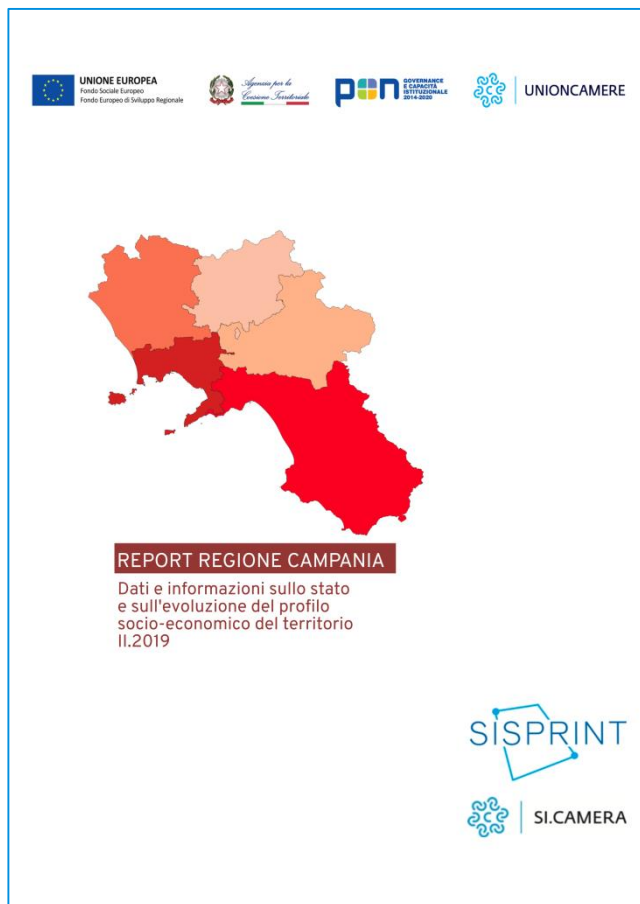 UNIONE EUROPEA
Fondo Sociale Europeo
Fondo Europeo di Sviluppo Regionale
Agenzia per la
Coesione Territoriale
pon
GOVERNANCE
E CAPACITÀ
ISTITUZIONALE
2014-2020
UNIONCAMERE
REPORT REGIONE CAMPANIA
Dati e informazioni sullo stato
e sull'evoluzione del profilo
socio-economico del territorio
II.2019
SISPRINT
SI.CAMERA